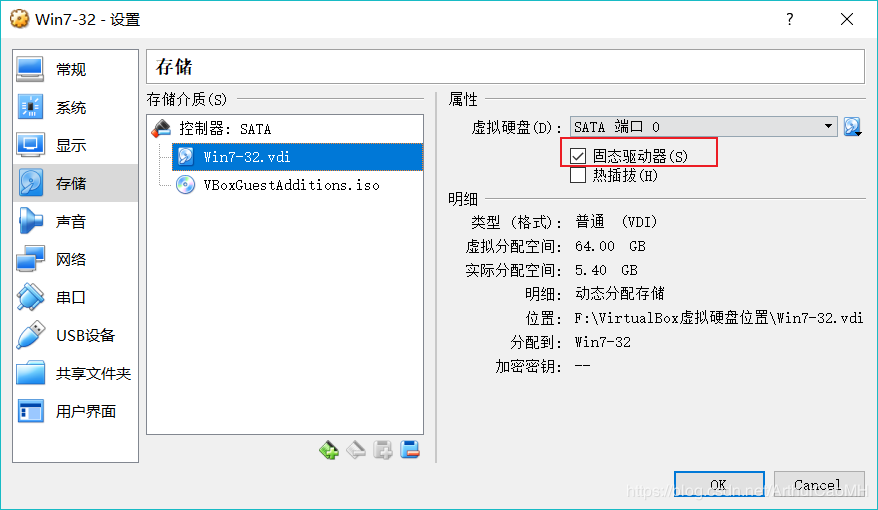 Win7-32 - 设置
?
常规
系统
显示
存储
声音
网络
串口
USB设备
共享文件夹
用户界面
存储
存储介质(S)
控制器: SATA
Win7-32.vdi
VBoxGuestAdditions.iso
属性
虚拟硬盘(D): SATA 端口 0
固态驱动器(S)
热插拔(H)
明细
类型 (格式): 普通 (VDI)
虚拟分配空间: 64.00 GB
实际分配空间: 5.40 GB
明细: 动态分配存储
位置: F:\VirtualBox虚拟硬盘位置\Win7-32.vdi
分配到: Win7-32
加密密钥: --
OK
Cancel
https://blog.csdn.net/ArthurCaoMH